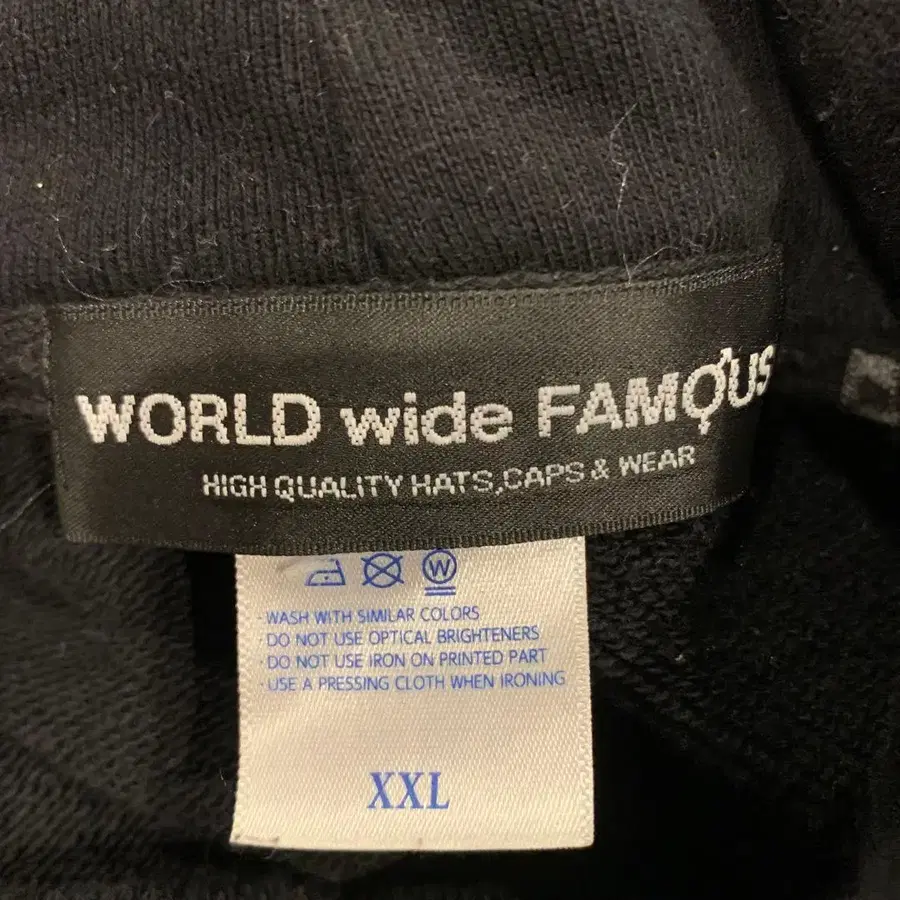 WORLD wide FAMOUS
HIGH QUALITY HATS,CAPS & WEAR
W
· WASH WITH SIMILAR COLORS
· DO NOT USE OPTICAL BRIGHTENERS
· DO NOT USE IRON ON PRINTED PART
· USE A PRESSING CLOTH WHEN IRONING
XXL